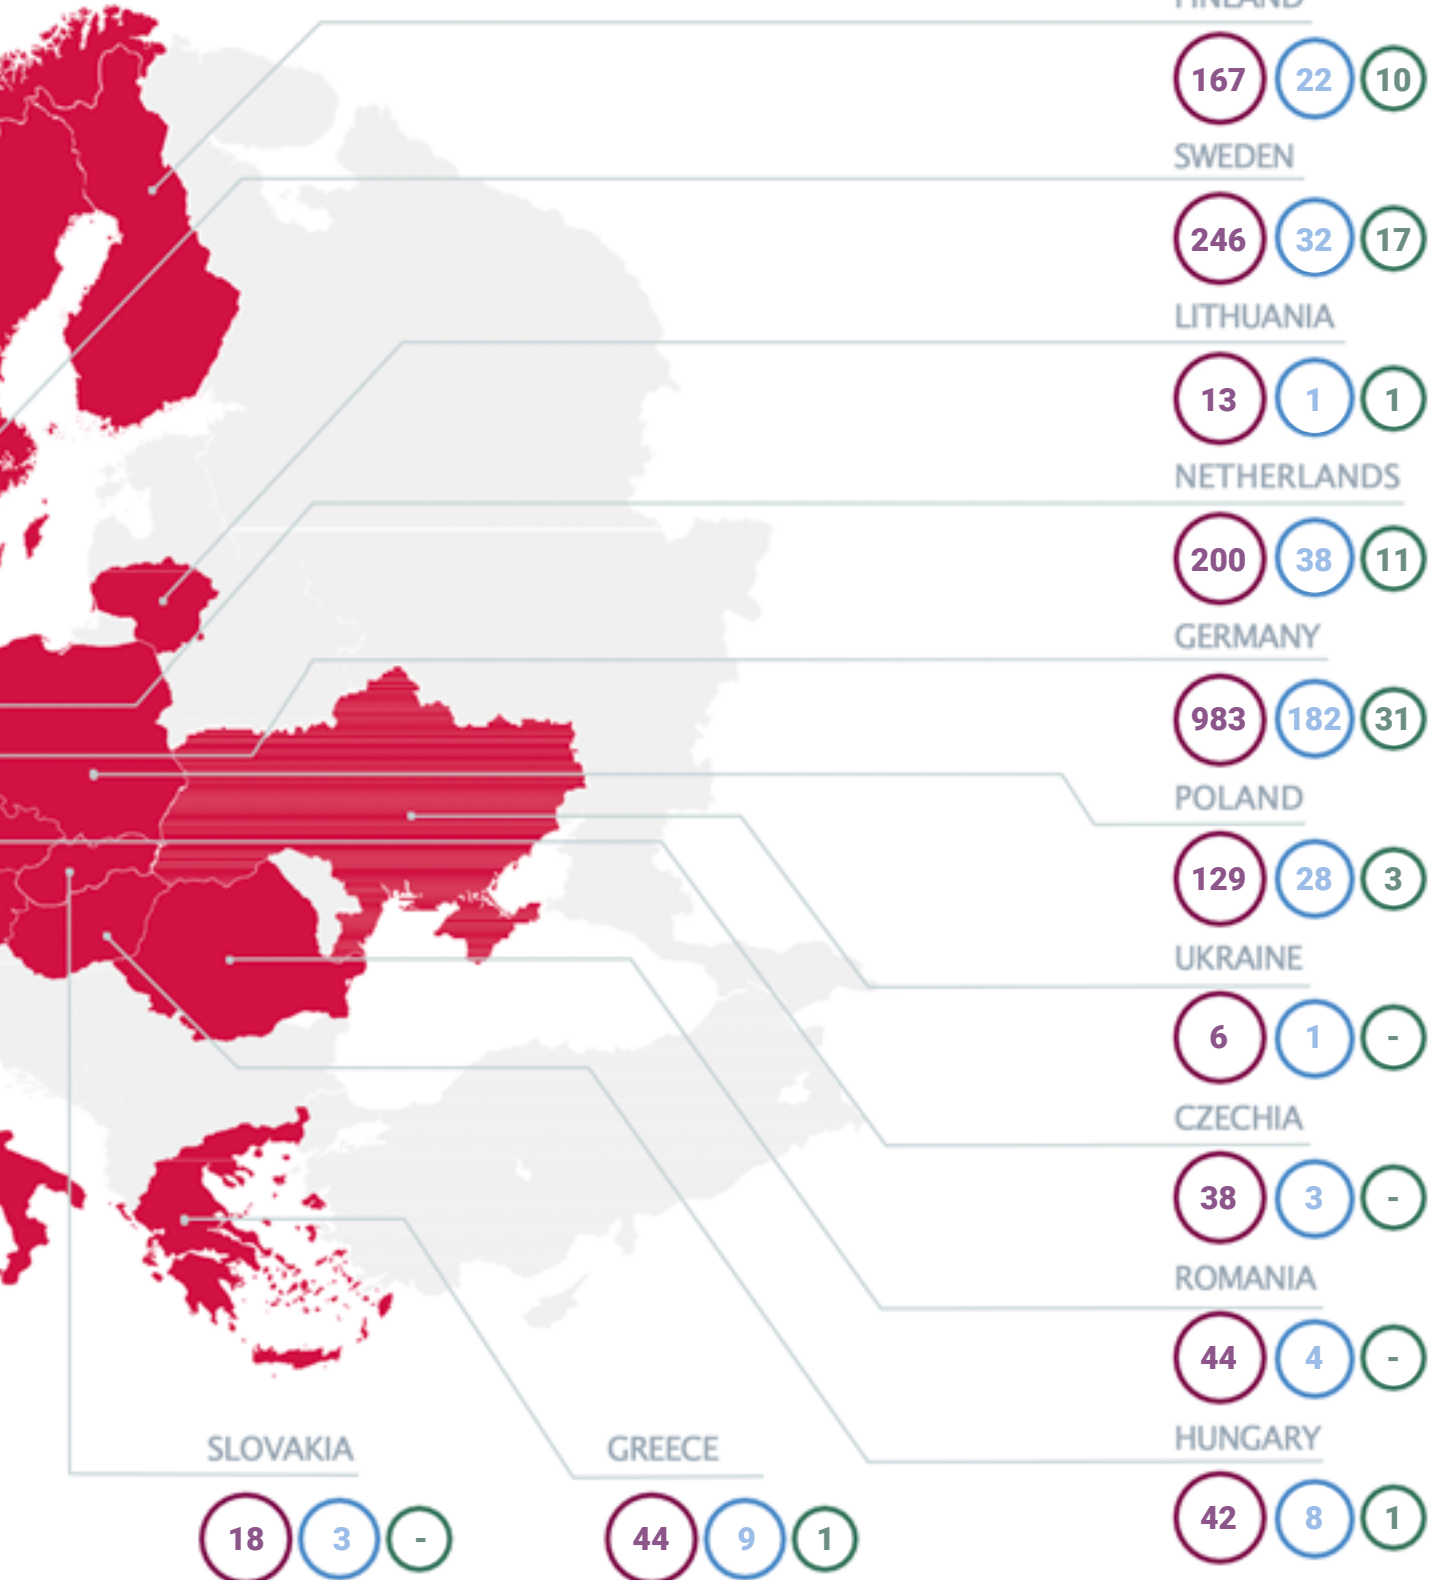 FINLAND
167 22 10
SWEDEN
246 32 17
LITHUANIA
13 1 1
NETHERLANDS
200 38 11
GERMANY
983 182 31
POLAND
129 28 3
UKRAINE
6 1 -
CZECHIA
38 3 -
ROMANIA
44 4 -
HUNGARY
42 8 1
SLOVAKIA
18 3 -
GREECE
44 9 1